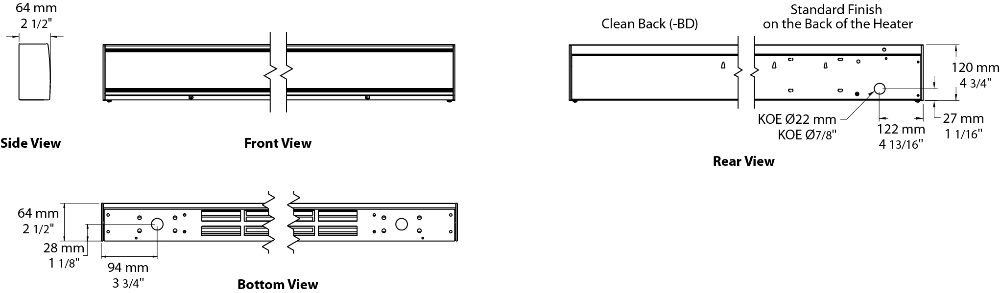 64 mm
2 1/2"
Side View
Front View
Clean Back (-BD)
Standard Finish
on the Back of the Heater
120 mm
4 3/4"
KOE Ø22 mm
KOE Ø7/8"
122 mm
4 13/16"
27 mm
1 1/16"
Rear View
64 mm
2 1/2"
28 mm
1 1/8"
94 mm
3 3/4"
Bottom View